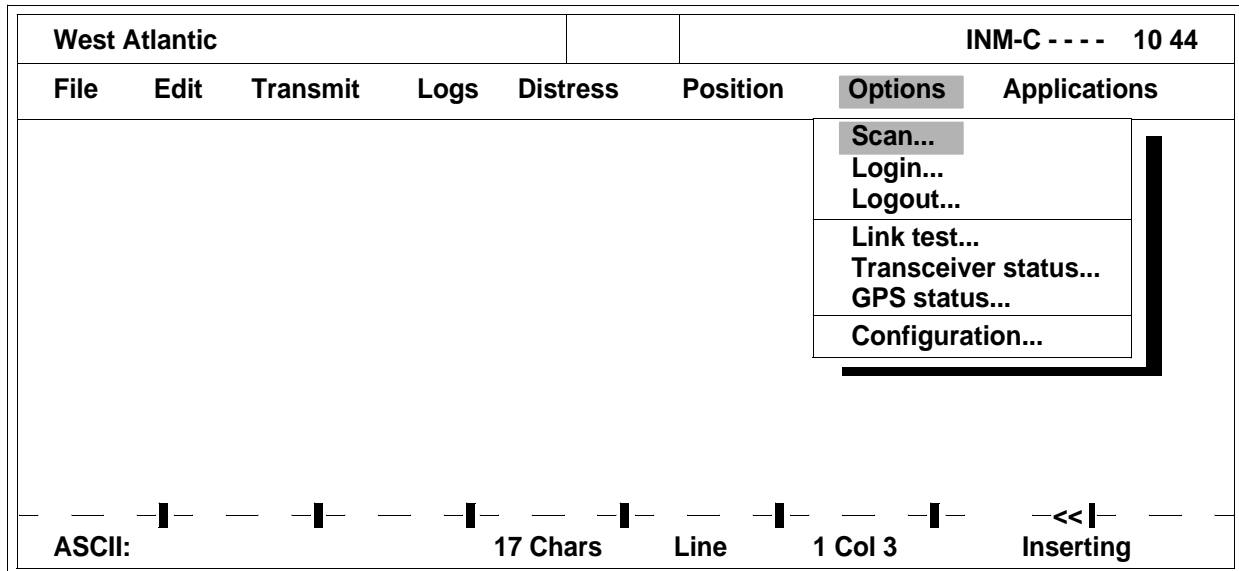 West Atlantic INM-C - - - - 10 44
File Edit Transmit Logs Distress Position Options Applications
Scan...
Login...
Logout...
Link test...
Transceiver status...
GPS status...
Configuration...
<<
ASCII: 17 Chars Line 1 Col 3 Inserting